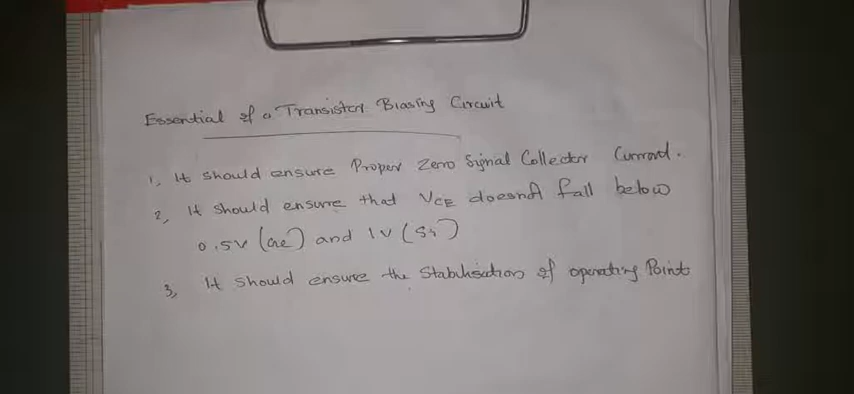 Essential of a Transistor Biasing Circuit
1, It should ensure Proper Zero Signal Collector Current.
2, It should ensure that VCE doesn't fall below
0.5V (Ge) and 1V (Si)
3, It should ensure the Stabilisation of operating Point